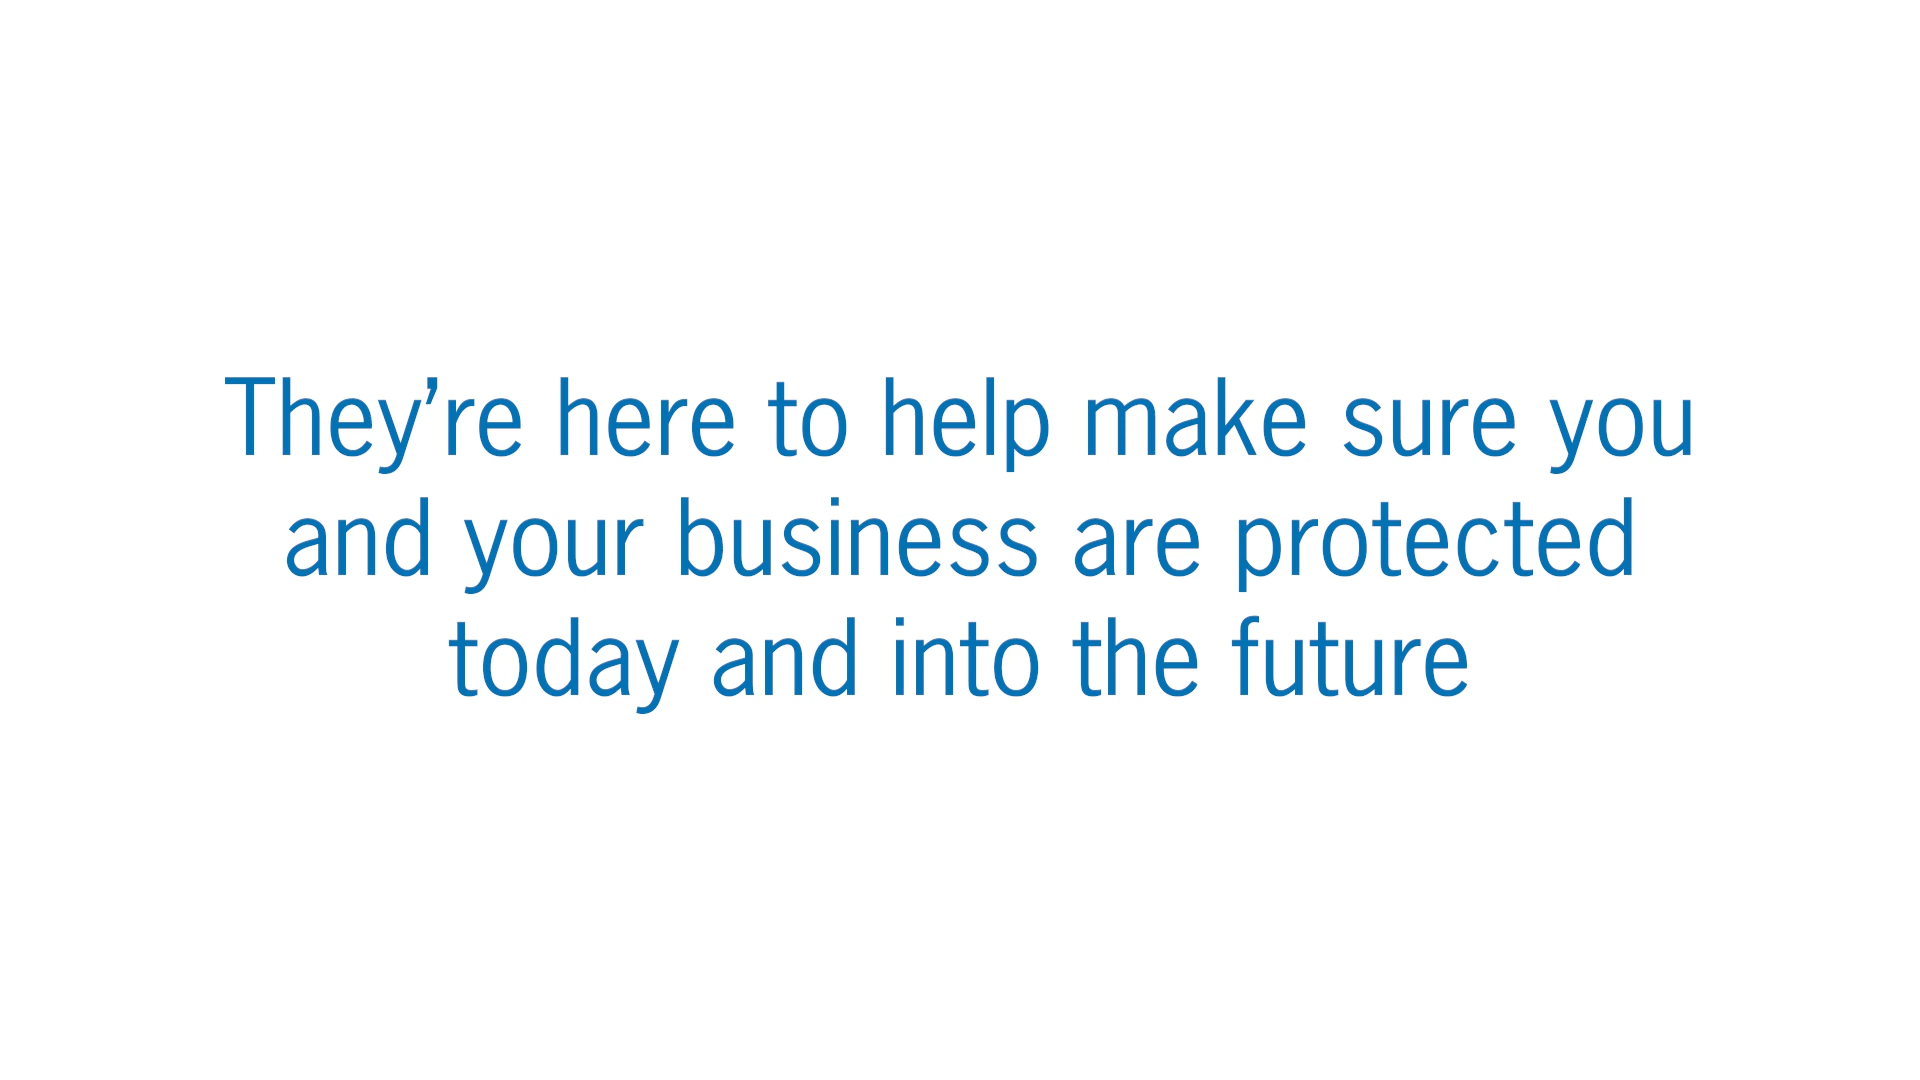 They’re here to help make sure you
and your business are protected
today and into the future